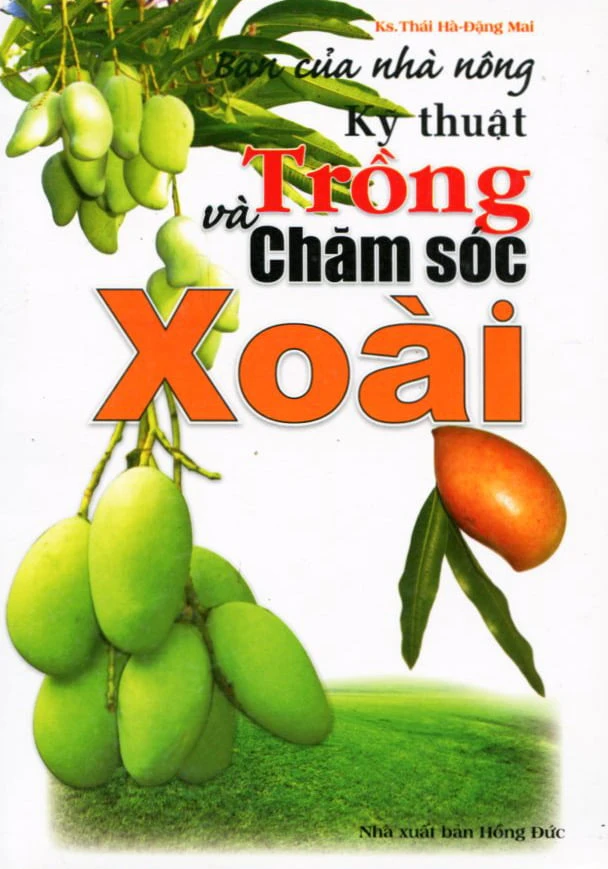 Ks. Thái Hà-Đặng Mai
Bạn của nhà nông
Kỹ thuật
Trồng
và
Chăm sóc
Xoài
Nhà xuất bản Hồng Đức